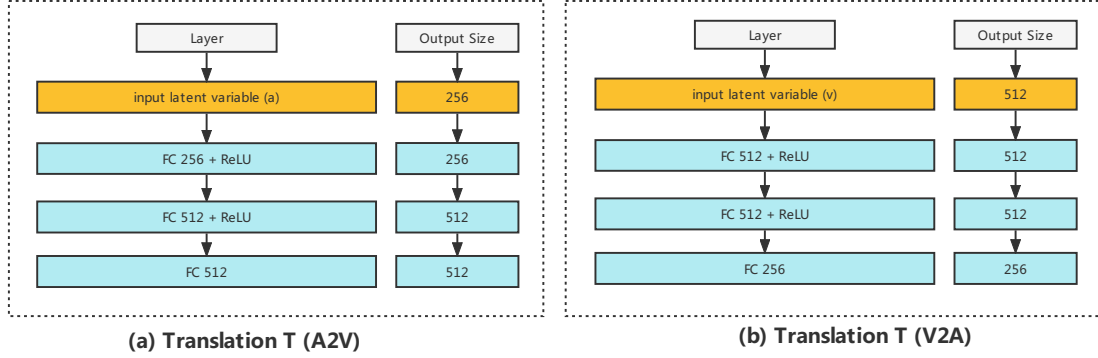 Layer Output Size
input latent variable (a) 256
FC 256 + ReLU 256
FC 512 + ReLU 512
FC 512 512
(a) Translation T (A2V)
Layer Output Size
input latent variable (v) 512
FC 512 + ReLU 512
FC 512 + ReLU 512
FC 256 256
(b) Translation T (V2A)